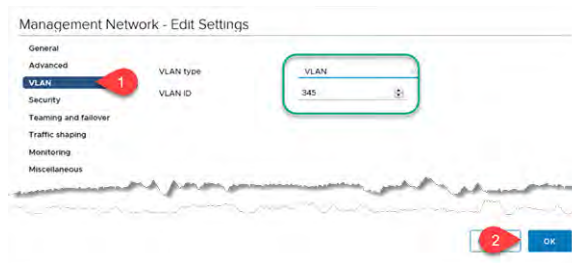 Management Network - Edit Settings
General
Advanced
VLAN
1
Security
Teaming and failover
Traffic shaping
Monitoring
Miscellaneous
VLAN type
VLAN
VLAN ID
345
2
OK